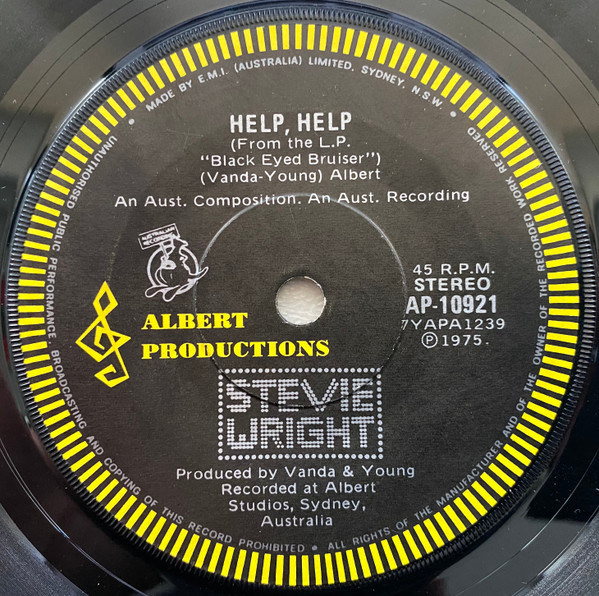 • MADE BY E.M.I. (AUSTRALIA) LIMITED, SYDNEY, N.S.W. •
UNAUTHORISED PUBLIC PERFORMANCE, BROADCASTING AND COPYING OF THIS RECORD PROHIBITED • ALL RIGHTS OF THE MANUFACTURER AND OF THE OWNER OF THE RECORDED WORK RESERVED
HELP, HELP
(From the L.P.
"Black Eyed Bruiser")
(Vanda-Young) Albert
An Aust. Composition. An Aust. Recording
AUSTRALIAN
RECORDING
45 R.P.M.
STEREO
AP-10921
7YAPA1239
Ⓟ1975.
ALBERT
PRODUCTIONS
STEVIE
WRIGHT
Produced by Vanda & Young
Recorded at Albert
Studios, Sydney,
Australia